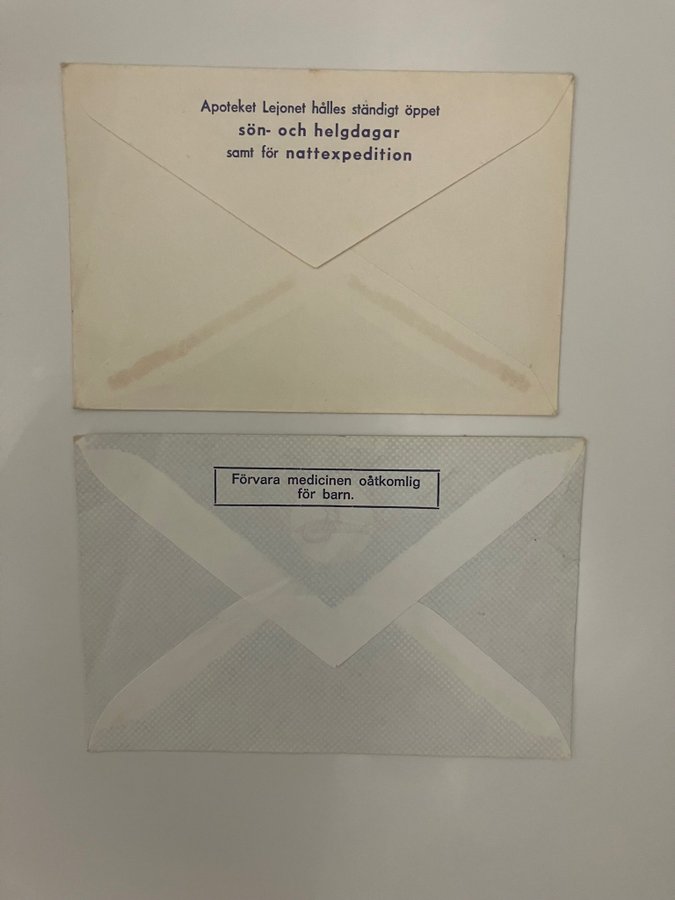 Apoteket Lejonet hålles ständigt öppet
sön- och helgdagar
samt för nattexpedition
Förvara medicinen oåtkomlig
för barn.